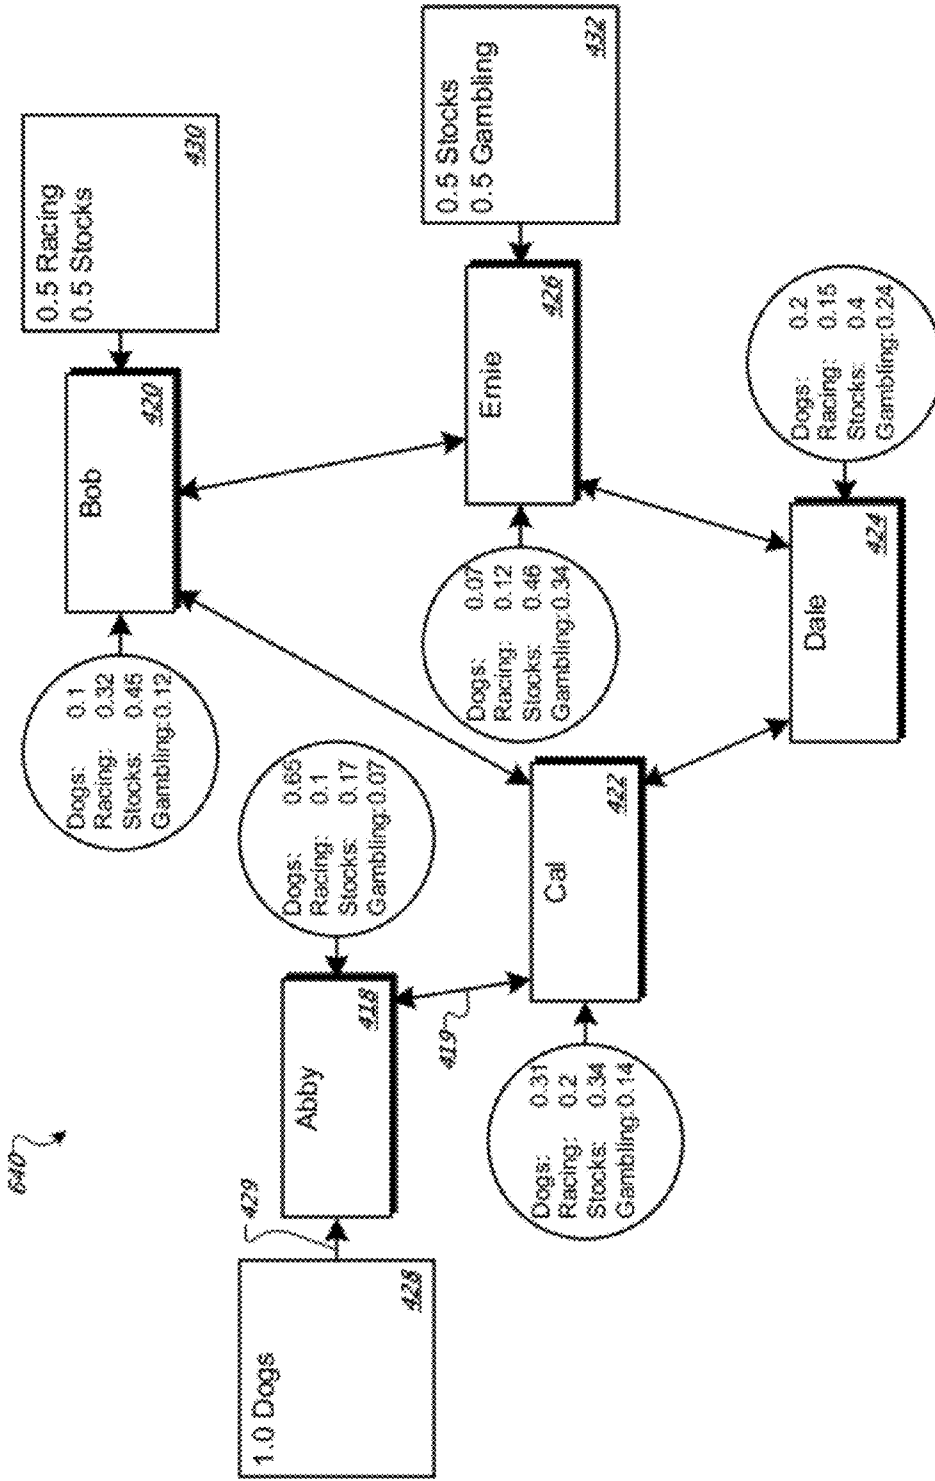 640
1.0 Dogs
428
429
Abby
418
Dogs: 0.65
Racing: 0.1
Stocks: 0.17
Gambling: 0.07
419
Dogs: 0.1
Racing: 0.32
Stocks: 0.45
Gambling: 0.12
Bob
420
0.5 Racing
0.5 Stocks
430
Dogs: 0.31
Racing: 0.2
Stocks: 0.34
Gambling: 0.14
Cal
422
Dogs: 0.07
Racing: 0.12
Stocks: 0.46
Gambling: 0.34
Ernie
426
0.5 Stocks
0.5 Gambling
432
Dale
424
Dogs: 0.2
Racing: 0.15
Stocks: 0.4
Gambling: 0.24